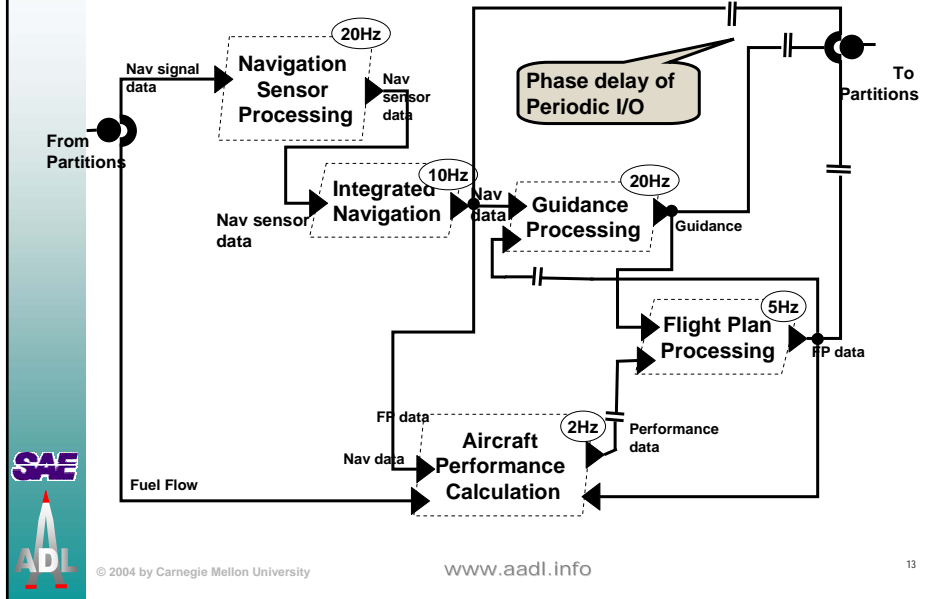 20Hz
Navigation
Sensor
Processing
Nav signal
data
Nav
sensor
data
From
Partitions
Phase delay of
Periodic I/O
To
Partitions
10Hz
Integrated
Navigation
Nav sensor
data
Nav
data
20Hz
Guidance
Processing
Guidance
5Hz
Flight Plan
Processing
FP data
FP data
Nav data
2Hz
Aircraft
Performance
Calculation
Performance
data
Fuel Flow
SAE
ADL
© 2004 by Carnegie Mellon University
www.aadl.info
13